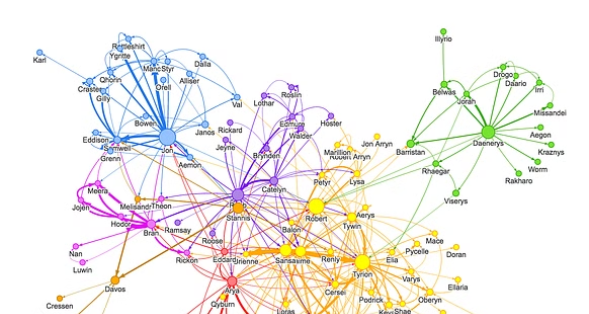 Illyrio
Rattleshirt
Ygritte
Karl
Dalla
Styr
Qhorin
Alliser
Drogo
Daario
Craster
Orell
Irri
Belwas
Gilly
Roslin
Jorah
Lothar
Val
Missandei
Bowen
Edmure
Hoster
Rickard
Janos
Aegon
Eddison
Walder
Jon Arryn
Daenerys
Jeyne
Kraznys
Jon
Barristan
Marillion
Grenn
Brynden
Robert Arryn
Aemon
Worm
Rhaegar
Petyr
Lysa
Rakharo
Catelyn
Meera
Viserys
Melisandre
Theon
Jojen
Stannis
Robert
Aerys
Hodor
Tywin
Bran
Ramsay
Balon
Roose
Mace
Nan
Pycelle
Doran
Rickon
Eddard
Sansa
Renly
Elia
Luwin
Tyrion
Varys
Davos
Arya
Cersei
Ellaria
Cressen
Qyburn
Podrick
Oberyn
Loras
Kevan
Shae